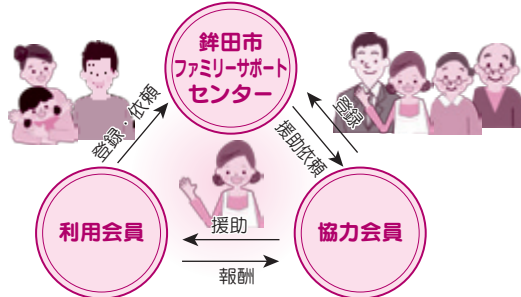 鉾田市
ファミリーサポート
センター
登録・依頼
登録
援助依頼
利用会員
援助
協力会員
報酬